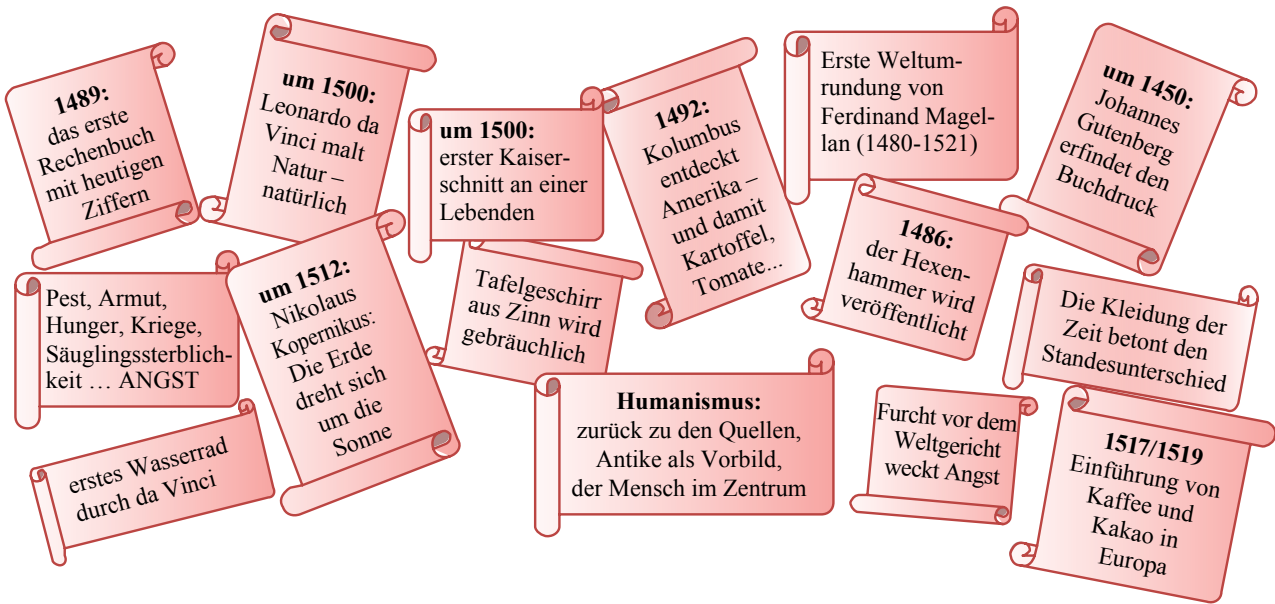 1489:
das erste
Rechenbuch
mit heutigen
Ziffern
um 1500:
Leonardo da
Vinci malt
Natur –
natürlich
um 1500:
erster Kaiser-
schnitt an einer
Lebenden
1492:
Kolumbus
entdeckt
Amerika –
und damit
Kartoffel,
Tomate...
Erste Weltum-
rundung von
Ferdinand Magel-
lan (1480-1521)
um 1450:
Johannes
Gutenberg
erfindet den
Buchdruck
Pest, Armut,
Hunger, Kriege,
Säuglingssterblich-
keit … ANGST
um 1512:
Nikolaus
Kopernikus:
Die Erde
dreht sich
um die
Sonne
Tafelgeschirr
aus Zinn wird
gebräuchlich
1486:
der Hexen-
hammer wird
veröffentlicht
Die Kleidung der
Zeit betont den
Standesunterschied
erstes Wasserrad
durch da Vinci
Humanismus:
zurück zu den Quellen,
Antike als Vorbild,
der Mensch im Zentrum
Furcht vor dem
Weltgericht
weckt Angst
1517/1519
Einführung von
Kaffee und
Kakao in
Europa